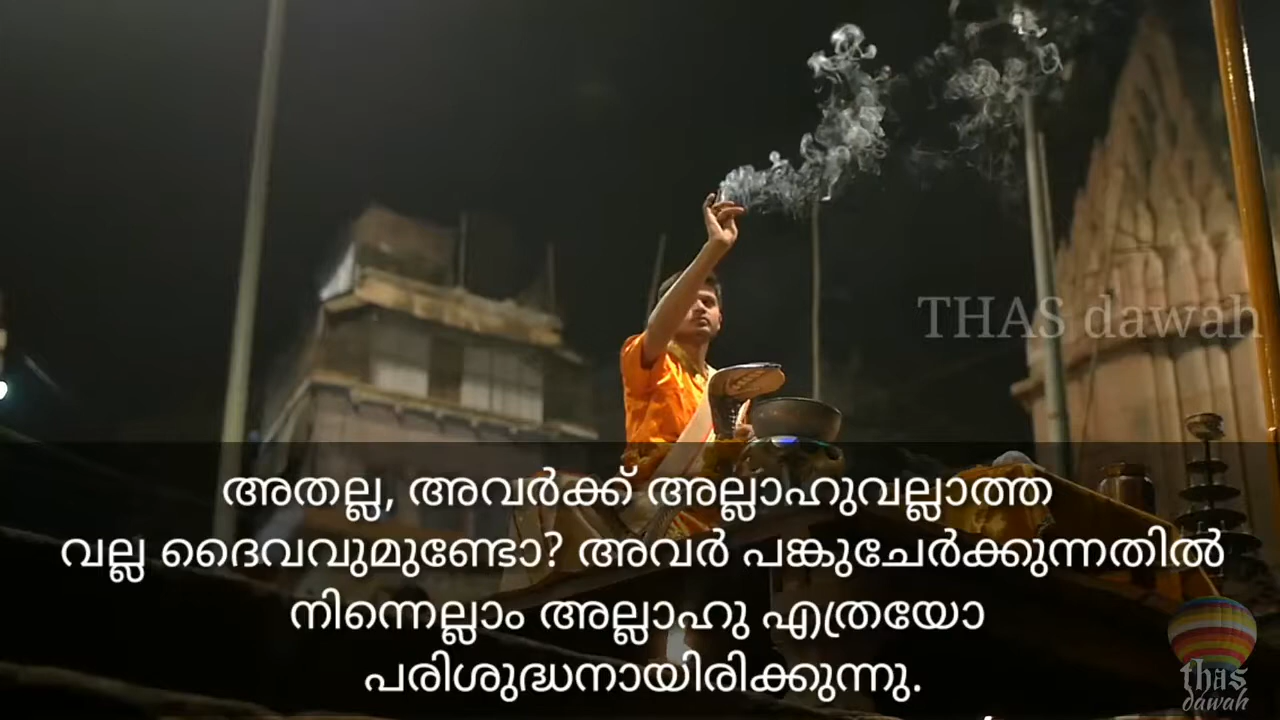 THAS dawah
അതല്ല, അവർക്ക് അല്ലാഹുവല്ലാത്ത
വല്ല ദൈവവുമുണ്ടോ? അവർ പങ്കുചേർക്കുന്നതിൽ
നിന്നെല്ലാം അല്ലാഹു എത്രയോ
പരിശുദ്ധനായിരിക്കുന്നു.
thas
dawah